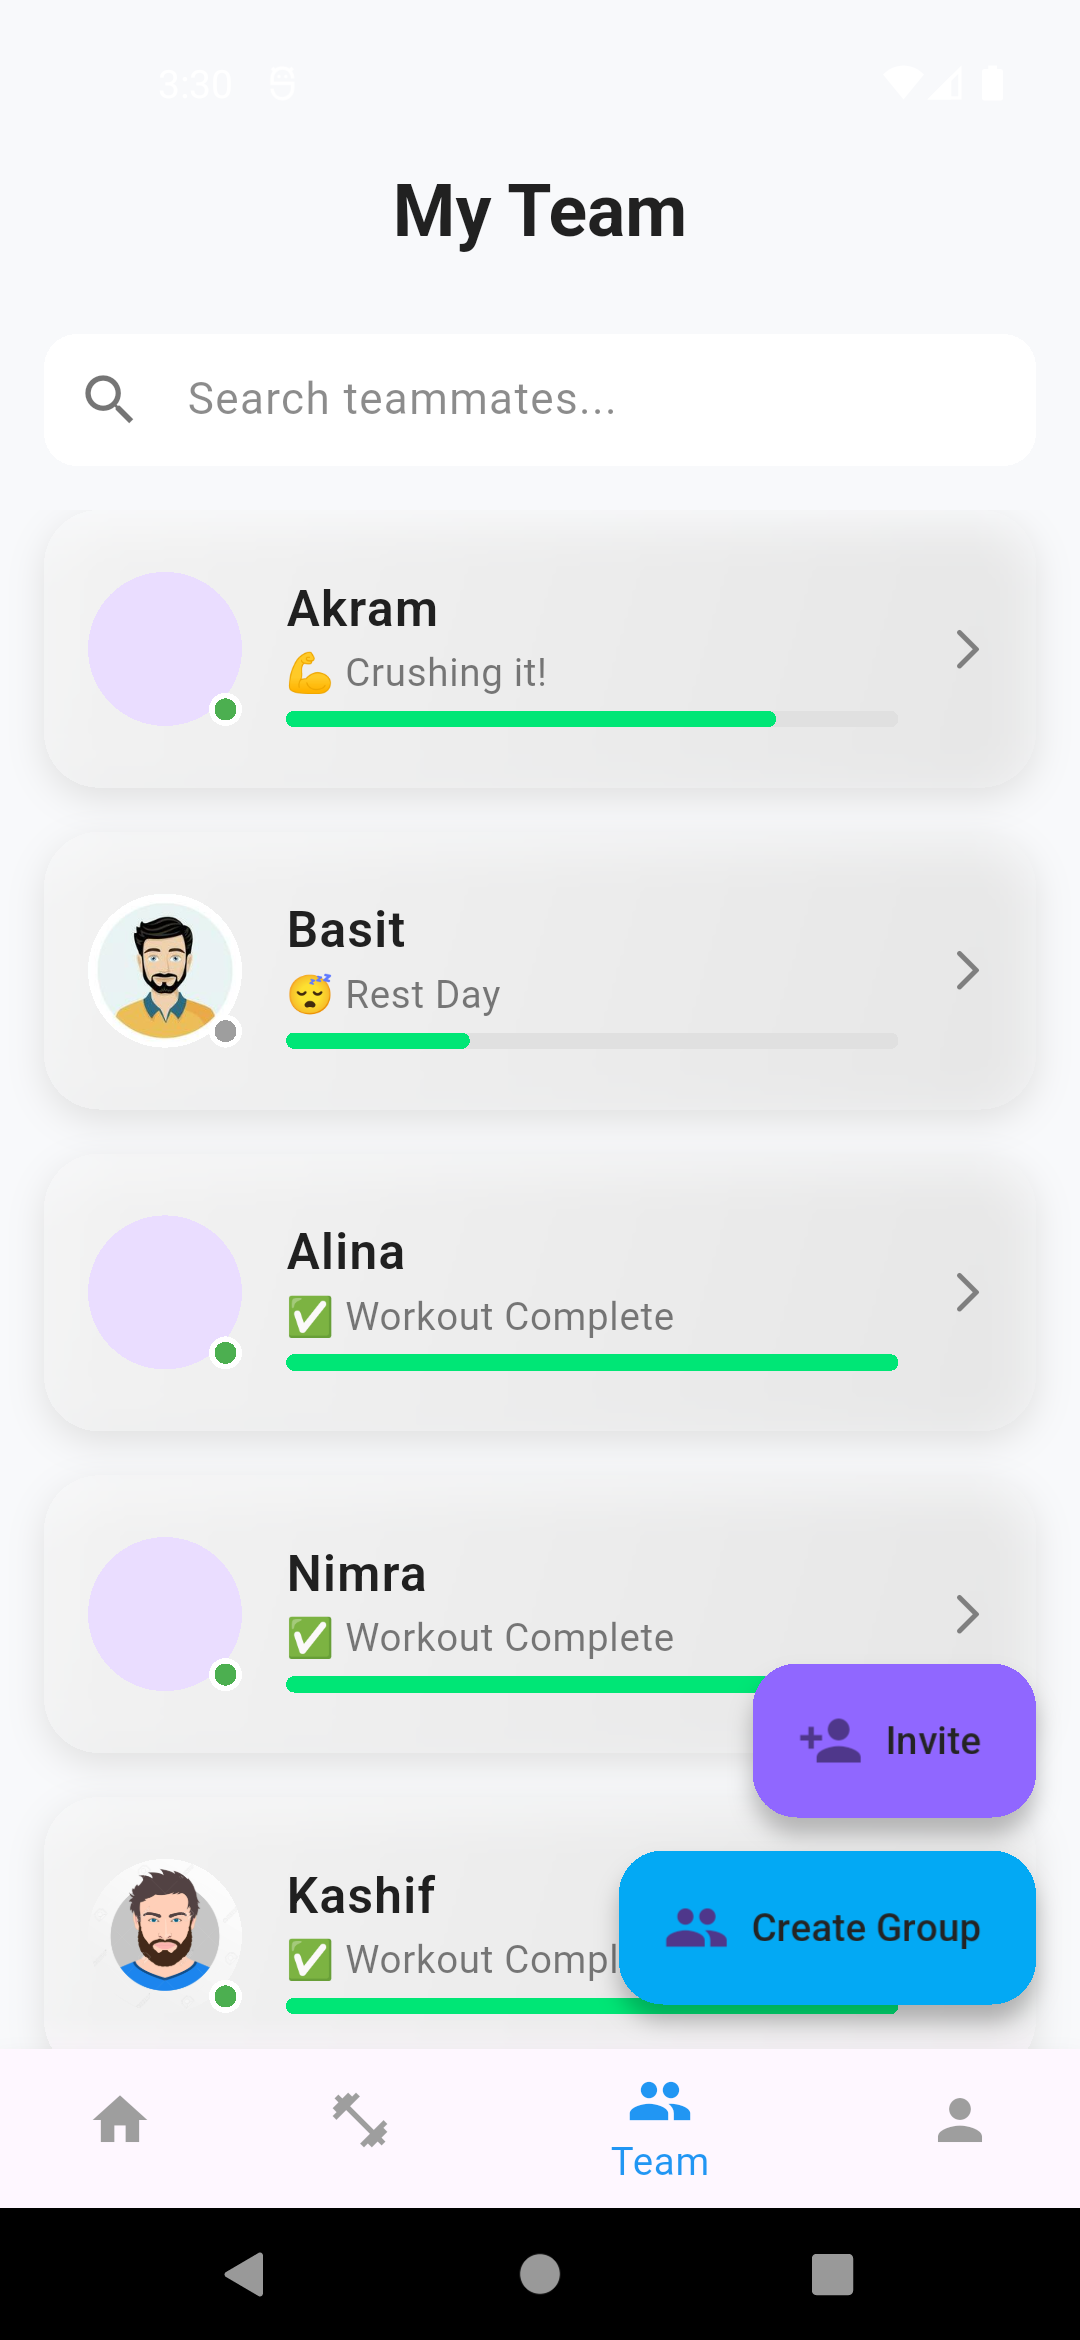 3:30
My Team
Search teammates...
Akram
💪 Crushing it!
Basit
😴 Rest Day
Alina
✅ Workout Complete
Nimra
✅ Workout Complete
Invite
Kashif
✅ Workout Compl
Create Group
Team